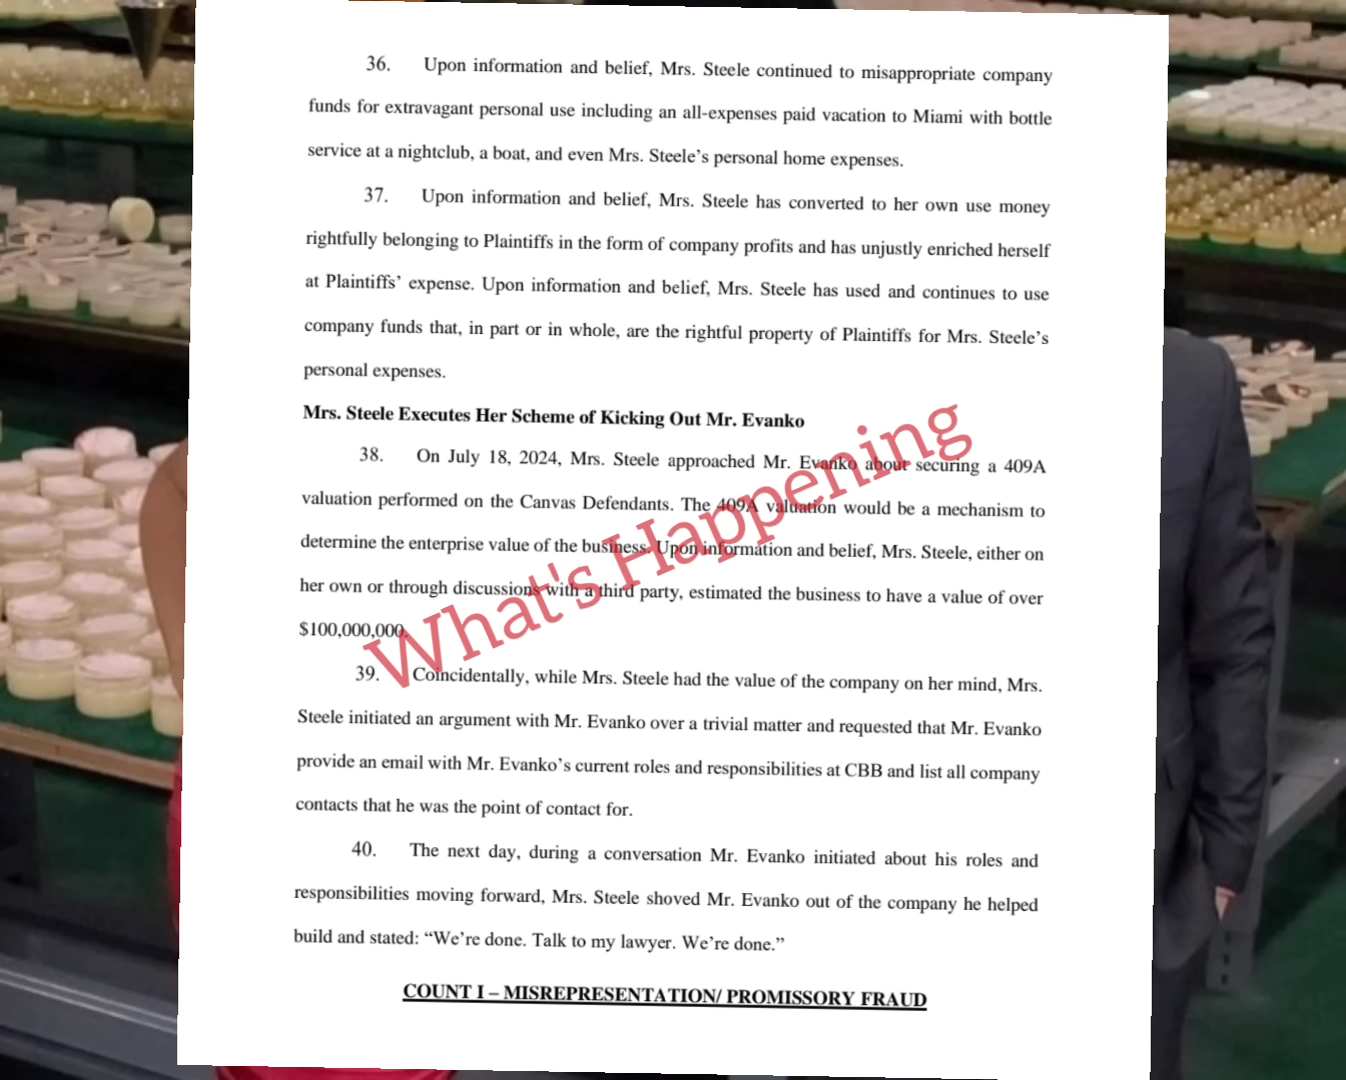 36. Upon information and belief, Mrs. Steele continued to misappropriate company
funds for extravagant personal use including an all-expenses paid vacation to Miami with bottle
service at a nightclub, a boat, and even Mrs. Steele’s personal home expenses.
37. Upon information and belief, Mrs. Steele has converted to her own use money
rightfully belonging to Plaintiffs in the form of company profits and has unjustly enriched herself
at Plaintiffs’ expense. Upon information and belief, Mrs. Steele has used and continues to use
company funds that, in part or in whole, are the rightful property of Plaintiffs for Mrs. Steele’s
personal expenses.
Mrs. Steele Executes Her Scheme of Kicking Out Mr. Evanko
38. On July 18, 2024, Mrs. Steele approached Mr. Evanko about securing a 409A
valuation performed on the Canvas Defendants. The 409A valuation would be a mechanism to
determine the enterprise value of the business. Upon information and belief, Mrs. Steele, either on
her own or through discussions with a third party, estimated the business to have a value of over
$100,000,000.
What's Happening
39. Coincidentally, while Mrs. Steele had the value of the company on her mind, Mrs.
Steele initiated an argument with Mr. Evanko over a trivial matter and requested that Mr. Evanko
provide an email with Mr. Evanko’s current roles and responsibilities at CBB and list all company
contacts that he was the point of contact for.
40. The next day, during a conversation Mr. Evanko initiated about his roles and
responsibilities moving forward, Mrs. Steele shoved Mr. Evanko out of the company he helped
build and stated: “We’re done. Talk to my lawyer. We’re done.”
COUNT I – MISREPRESENTATION/ PROMISSORY FRAUD